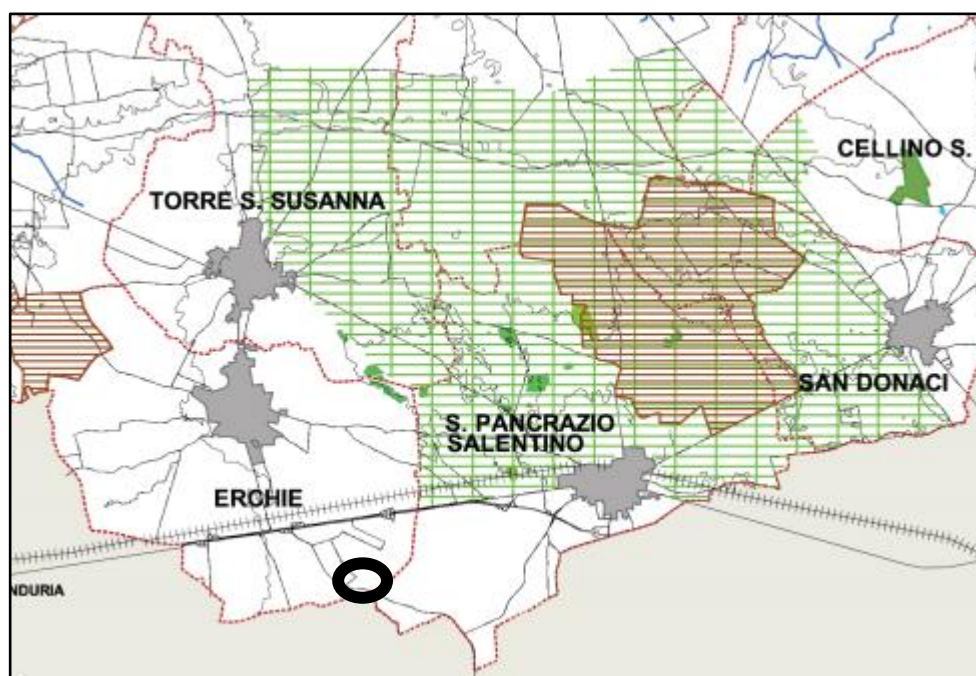 CELLINO S.
TORRE S. SUSANNA
SAN DONACI
S. PANCRAZIO
SALENTINO
ERCHIE
NDURIA